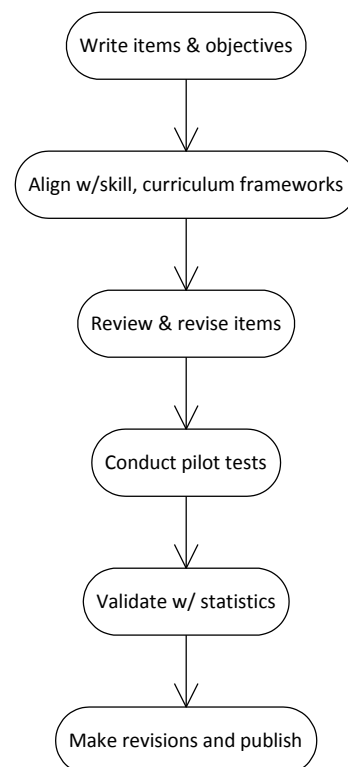 Write items & objectives
Align w/skill, curriculum frameworks
Review & revise items
Conduct pilot tests
Validate w/ statistics
Make revisions and publish